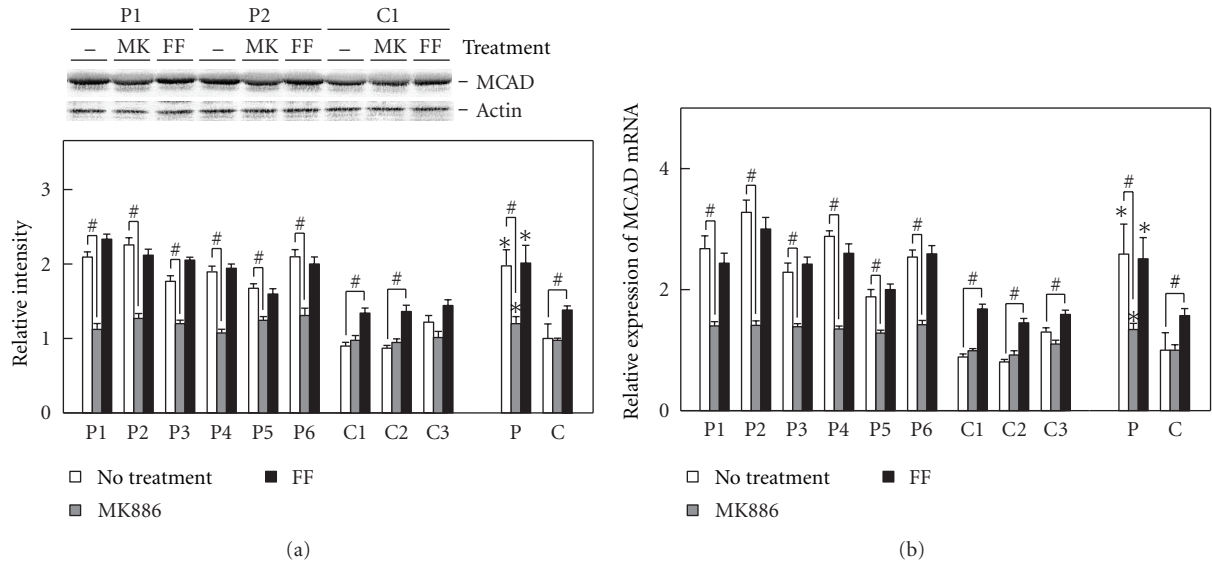 P1 P2 C1
– MK FF – MK FF – MK FF Treatment
– MCAD
– Actin
Relative intensity
3
2
1
0
# # # # # # # # # * * * #
P1 P2 P3 P4 P5 P6 C1 C2 C3 P C
No treatment FF
MK886
(a)
Relative expression of MCAD mRNA
4
2
0
# # # # # # # # # # * * * #
P1 P2 P3 P4 P5 P6 C1 C2 C3 P C
No treatment FF
MK886
(b)